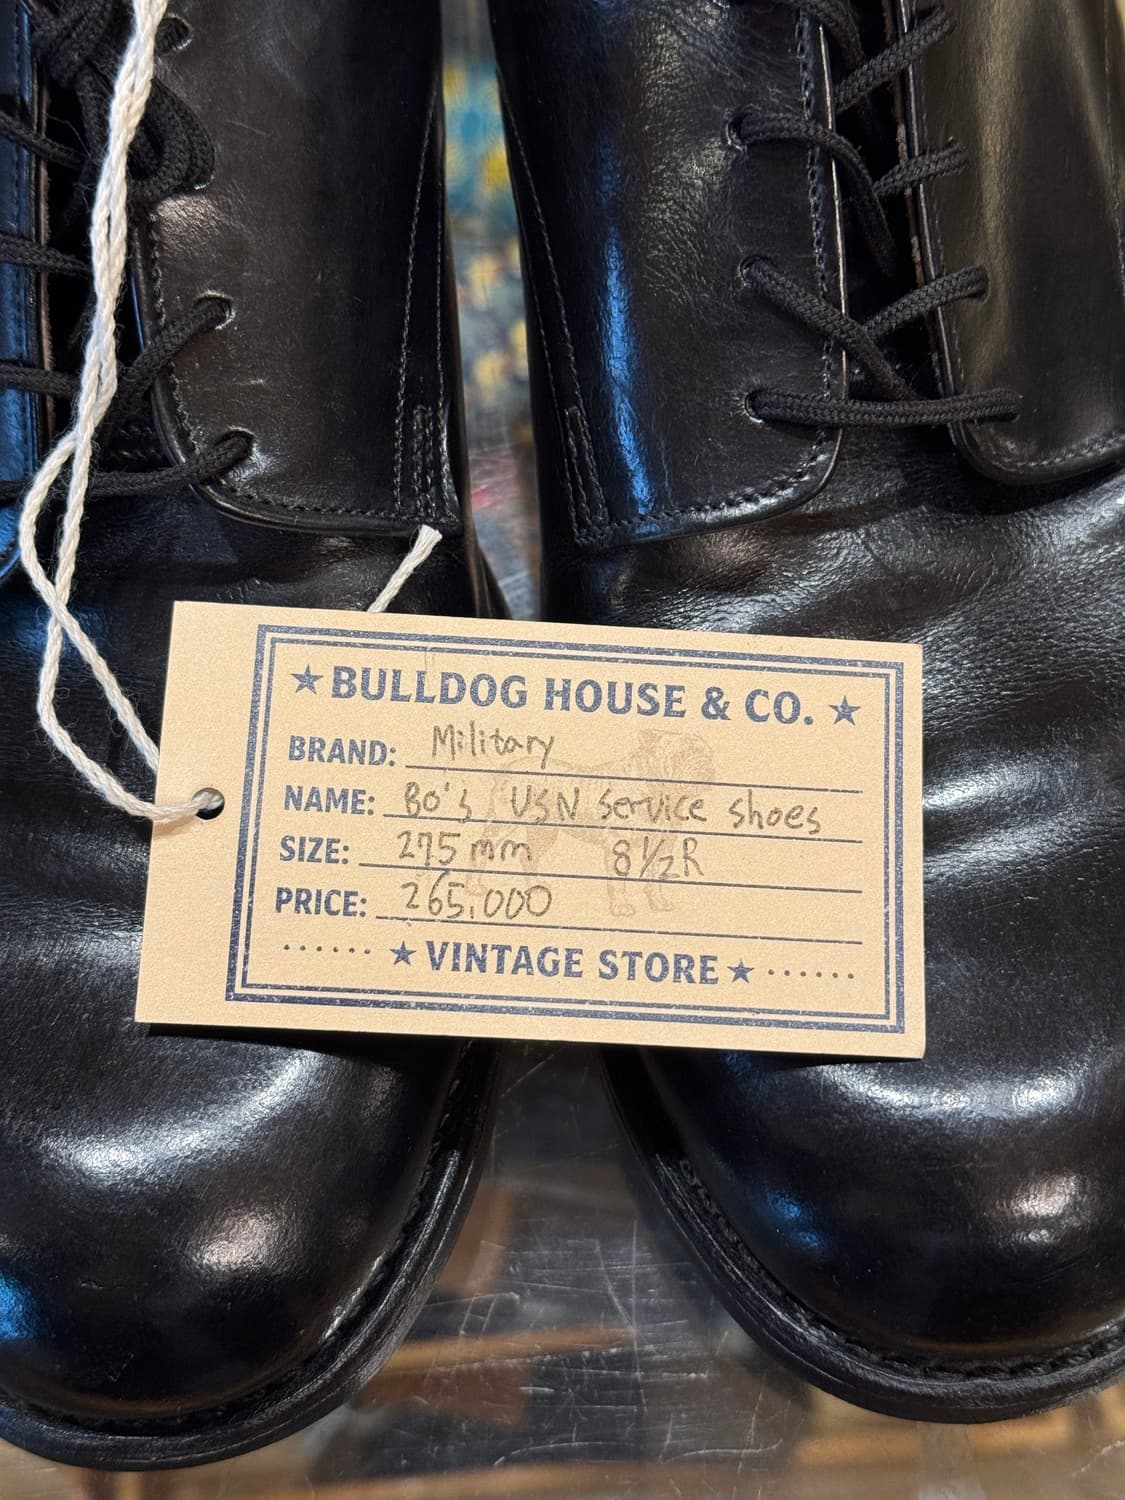 ★ BULLDOG HOUSE & CO. ★
BRAND: Military
NAME: 80's USN Service shoes
SIZE: 275 mm 8½R
PRICE: 265,000
······ ★ VINTAGE STORE ★ ······